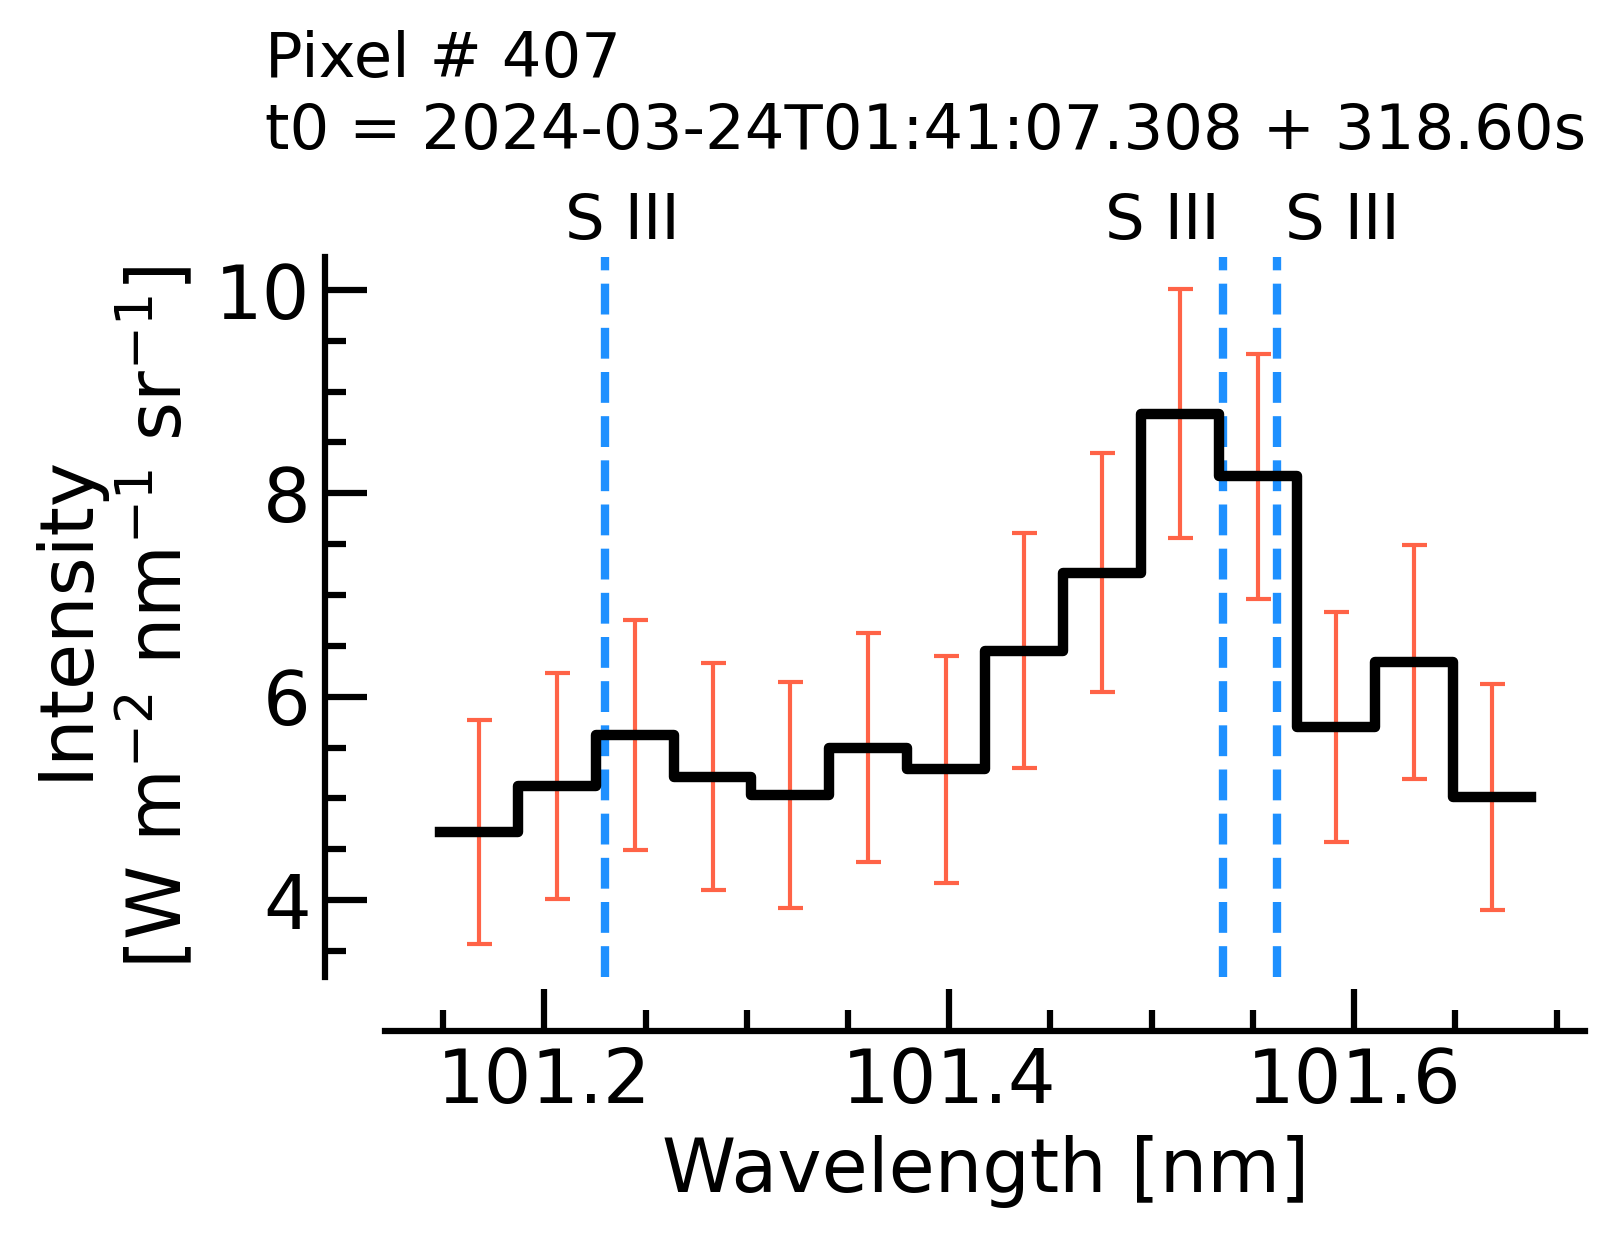 Pixel # 407
t0 = 2024-03-24T01:41:07.308 + 318.60s
S III S III S III
10
8
6
4
Intensity
[W m⁻² nm⁻¹ sr⁻¹]
101.2 101.4 101.6
Wavelength [nm]